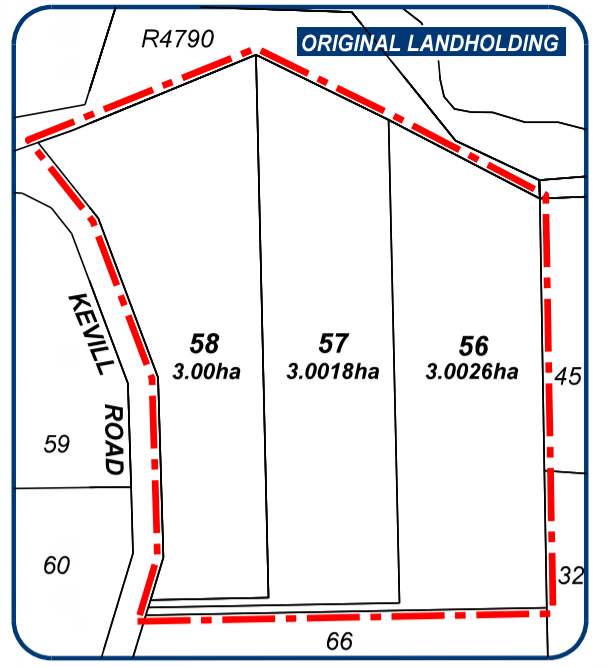 R4790
ORIGINAL LANDHOLDING
KEVILL
ROAD
58
3.00ha
57
3.0018ha
56
3.0026ha
45
59
60
32
66